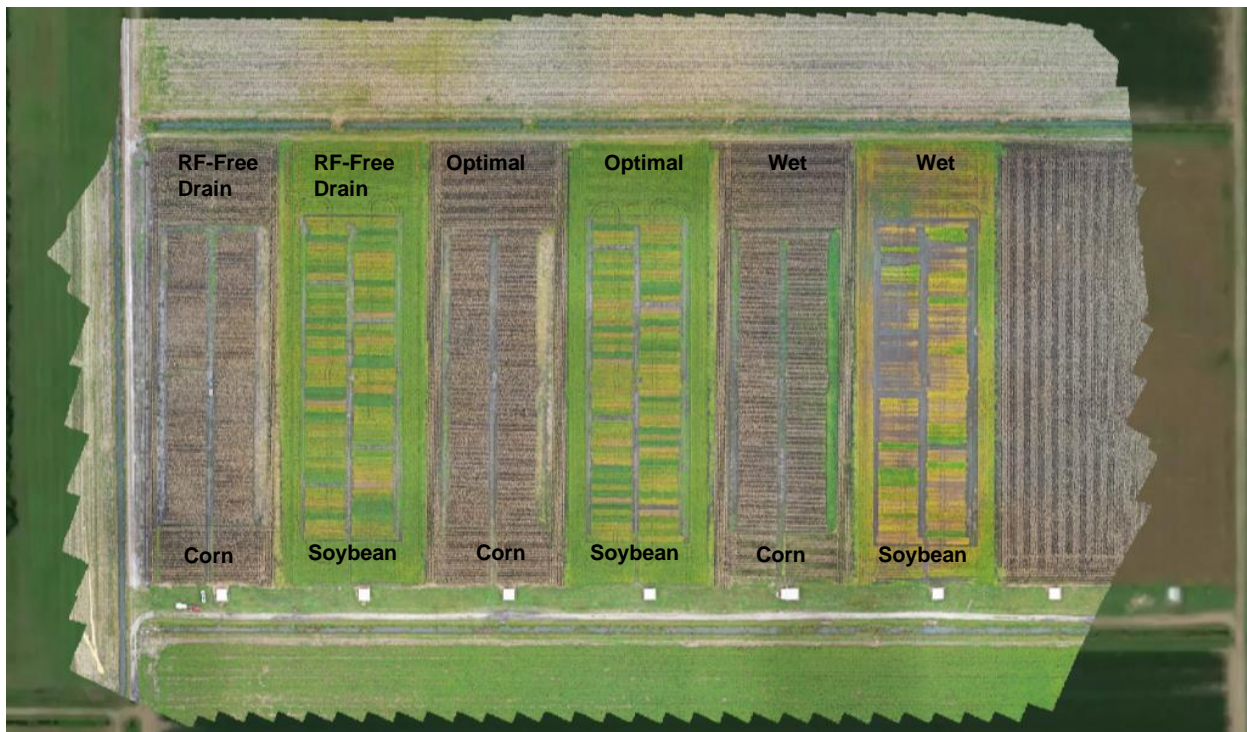 RF-Free
Drain
RF-Free
Drain
Optimal
Optimal
Wet
Wet
Corn
Soybean
Corn
Soybean
Corn
Soybean